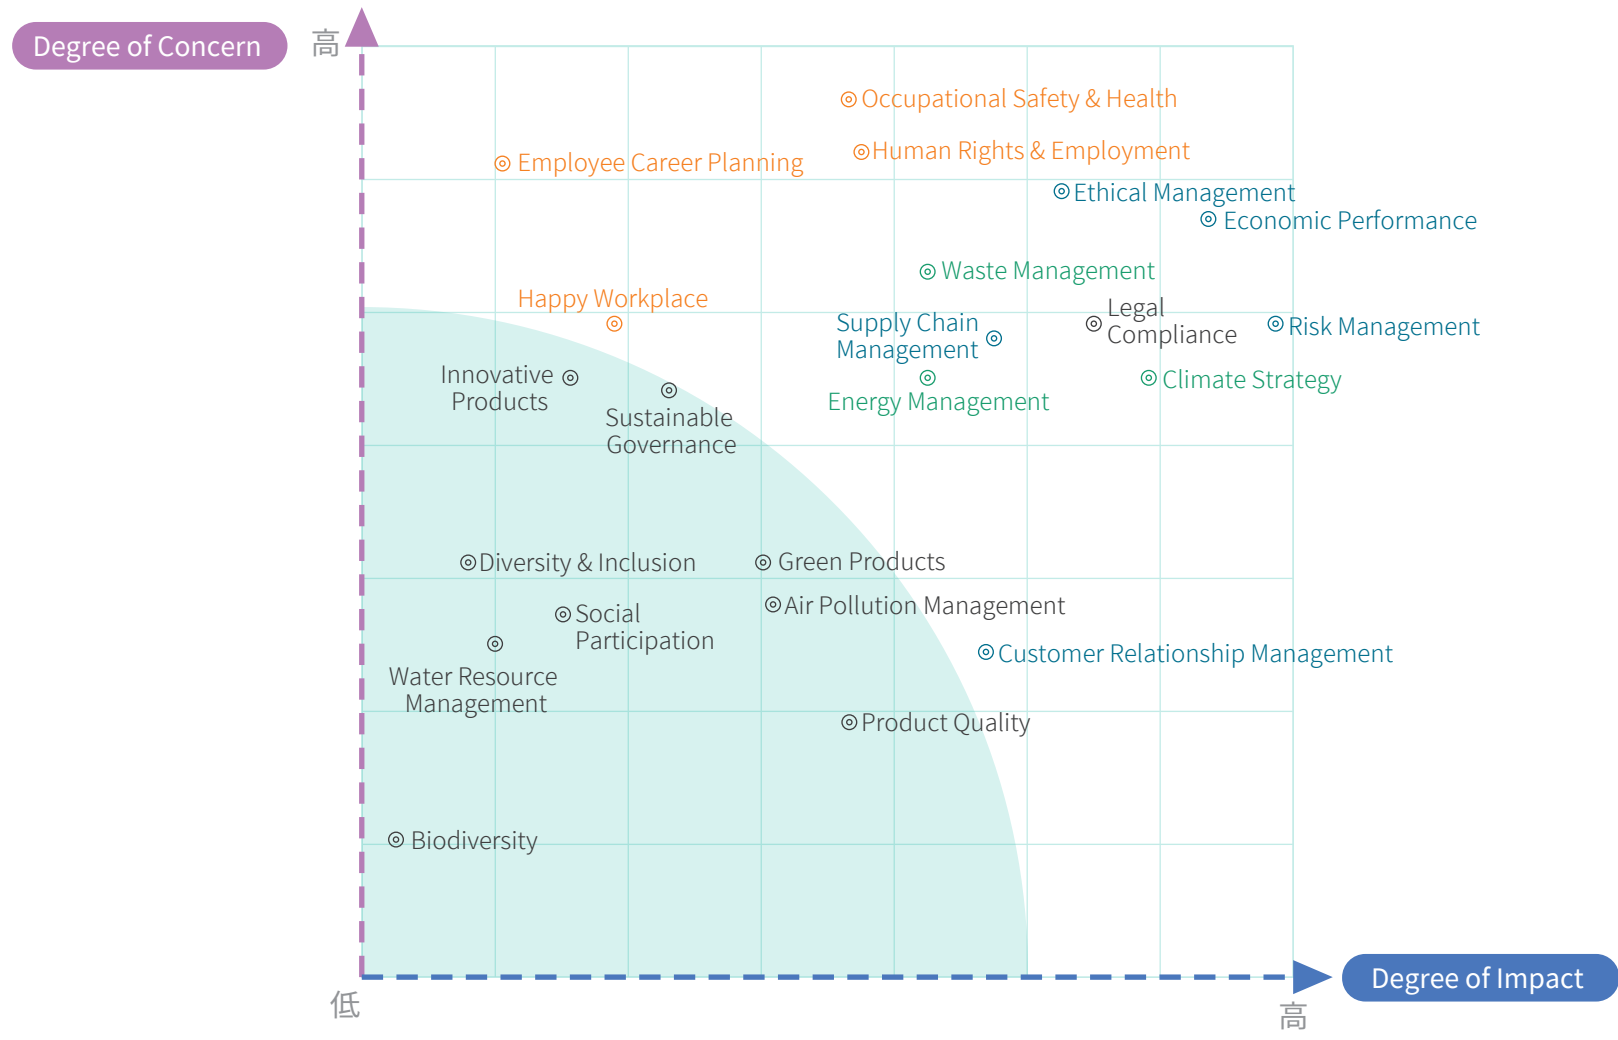 Degree of Concern
高
Occupational Safety & Health
Human Rights & Employment
Employee Career Planning
Ethical Management
Economic Performance
Waste Management
Happy Workplace
Legal
Compliance
Supply Chain
Management
Risk Management
Innovative
Products
Climate Strategy
Energy Management
Sustainable
Governance
Diversity & Inclusion
Green Products
Air Pollution Management
Social
Participation
Customer Relationship Management
Water Resource
Management
Product Quality
Biodiversity
Degree of Impact
低
高